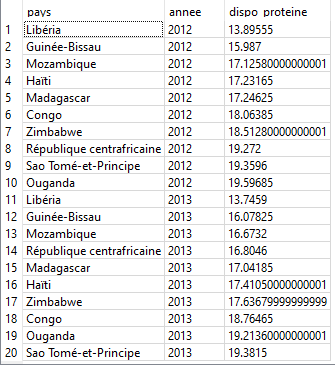 pays annee dispo_proteine
1 Libéria 2012 13.89555
2 Guinée-Bissau 2012 15.987
3 Mozambique 2012 17.12580000000001
4 Haïti 2012 17.23165
5 Madagascar 2012 17.24625
6 Congo 2012 18.06385
7 Zimbabwe 2012 18.51280000000001
8 République centrafricaine 2012 19.272
9 Sao Tomé-et-Principe 2012 19.3596
10 Ouganda 2012 19.59685
11 Libéria 2013 13.7459
12 Guinée-Bissau 2013 16.07825
13 Mozambique 2013 16.6732
14 République centrafricaine 2013 16.8046
15 Madagascar 2013 17.04185
16 Haïti 2013 17.41050000000001
17 Zimbabwe 2013 17.63679999999999
18 Congo 2013 18.76465
19 Ouganda 2013 19.21360000000001
20 Sao Tomé-et-Principe 2013 19.3815